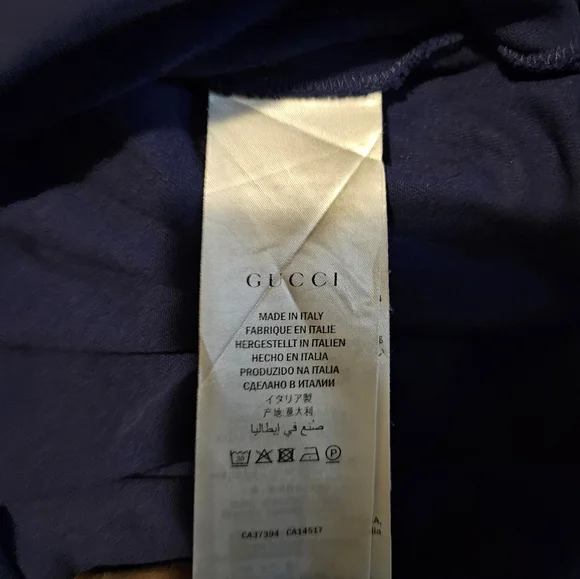 GUCCI
MADE IN ITALY
FABRIQUE EN ITALIE
HERGESTELLT IN ITALIEN
HECHO EN ITALIA
PRODUZIDO NA ITALIA
СДЕЛАНО В ИТАЛИИ
イタリア製
产地:意大利
صنع في إيطاليا
30 P
CA37394 CA14517